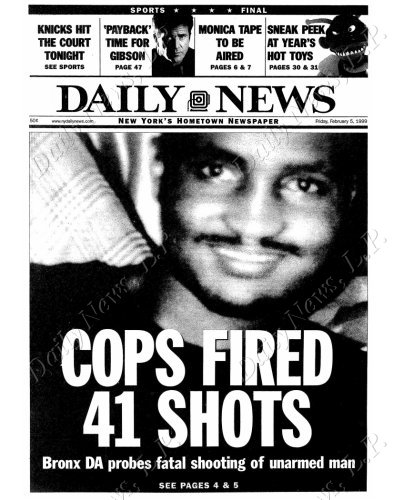 SPORTS ★ ★ ★ ★ FINAL
KNICKS HIT
THE COURT
TONIGHT
SEE SPORTS
'PAYBACK'
TIME FOR
GIBSON
PAGE 47
MONICA TAPE
TO BE
AIRED
PAGES 6 & 7
SNEAK PEEK
AT YEAR'S
HOT TOYS
PAGES 30 & 31
DAILY NEWS
50¢ www.nydailynews.com NEW YORK'S HOMETOWN NEWSPAPER Friday, February 5, 1999
COPS FIRED
41 SHOTS
Bronx DA probes fatal shooting of unarmed man
SEE PAGES 4 & 5
Daily News, L.P.